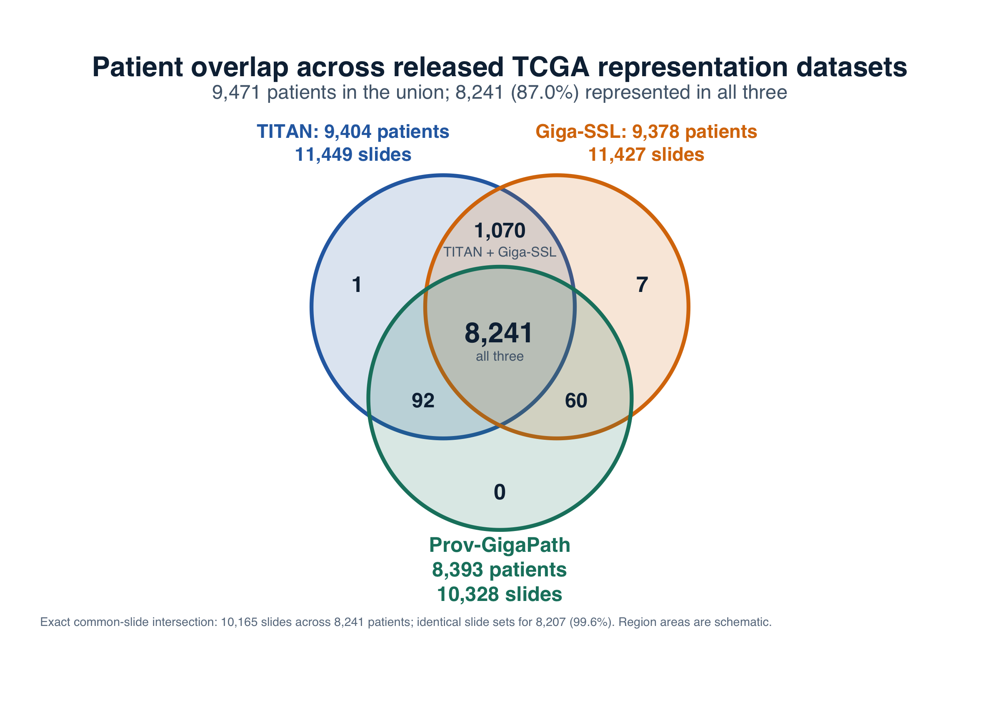 Patient overlap across released TCGA representation datasets
9,471 patients in the union; 8,241 (87.0%) represented in all three
TITAN: 9,404 patients
11,449 slides
Giga-SSL: 9,378 patients
11,427 slides
1,070
TITAN + Giga-SSL
1
7
8,241
all three
92
60
0
Prov-GigaPath
8,393 patients
10,328 slides
Exact common-slide intersection: 10,165 slides across 8,241 patients; identical slide sets for 8,207 (99.6%). Region areas are schematic.